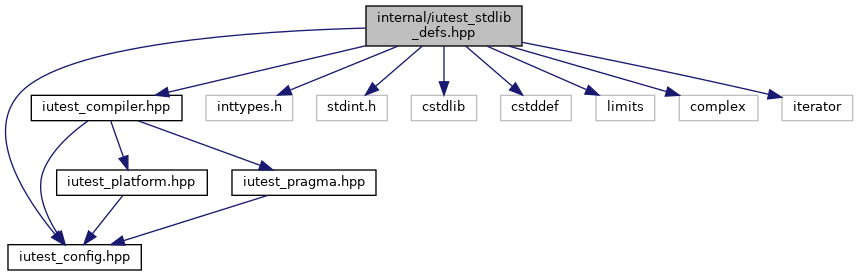 internal/iutest_stdlib
_defs.hpp
iutest_compiler.hpp
inttypes.h
stdint.h
cstdlib
cstddef
limits
complex
iterator
iutest_platform.hpp
iutest_pragma.hpp
iutest_config.hpp